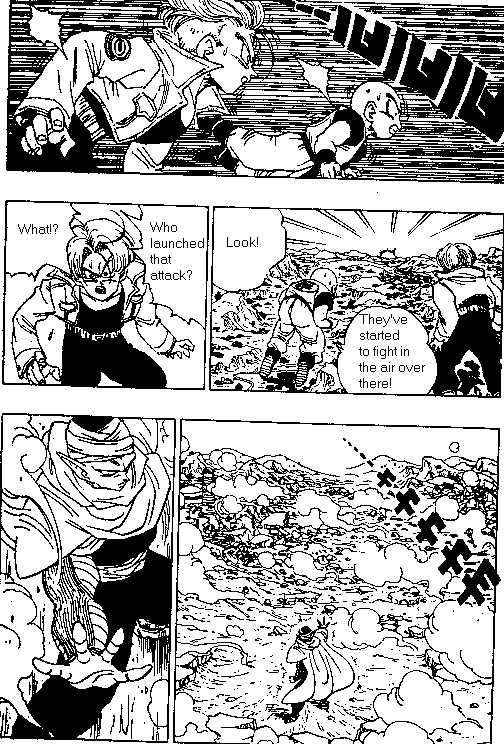 What!?
Who
launched
that
attack?
Look!
They've
started
to fight in
the air over
there!